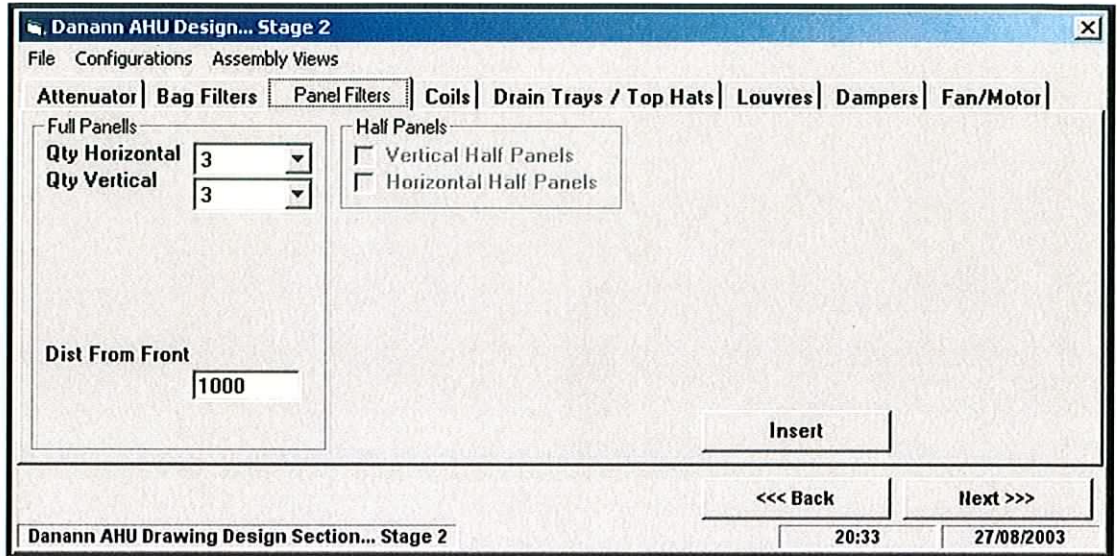 Danann AHU Design... Stage 2
File Configurations Assembly Views
Attenuator Bag Filters Panel Filters Coils Drain Trays / Top Hats Louvres Dampers Fan/Motor
Full Panells
Qty Horizontal 3
Qty Vertical 3
Dist From Front
1000
Half Panels
Vertical Half Panels
Horizontal Half Panels
Insert
<<< Back Next >>>
Danann AHU Drawing Design Section... Stage 2 20:33 27/08/2003